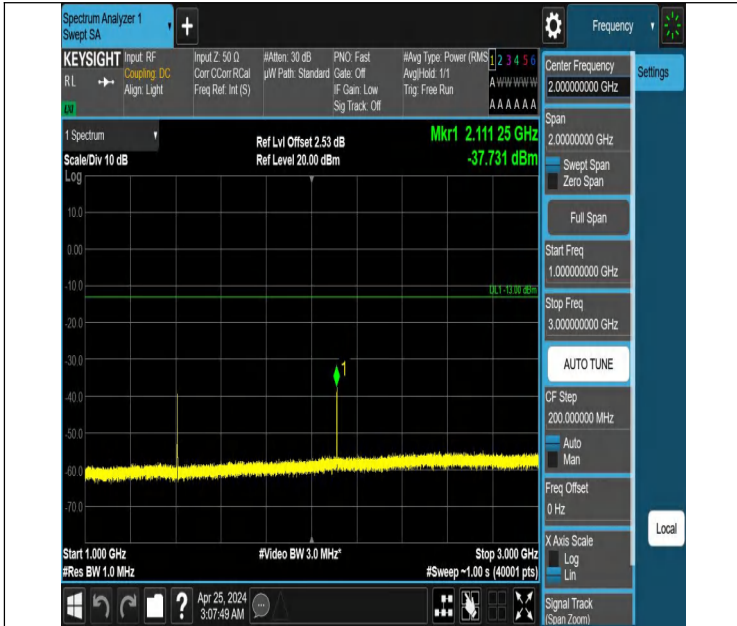 Spectrum Analyzer 1
Swept SA
Frequency
KEYSIGHT
RL
Input: RF
Coupling: DC
Align: Light
Input Z: 50 Ω
Corr CCorr RCal
Freq Ref: Int (S)
#Atten: 30 dB
µW Path: Standard
PNO: Fast
Gate: Off
IF Gain: Low
Sig Track: Off
#Avg Type: Power (RMS
Avg|Hold: 1/1
Trig: Free Run
1 2 3 4 5 6
A W W W W W
A A A A A A
1 Spectrum
Scale/Div 10 dB
Ref Lvl Offset 2.53 dB
Ref Level 20.00 dBm
Mkr1 2.111 25 GHz
-37.731 dBm
Log
10.0
0.00
-10.0
DL1 -13.00 dBm
-20.0
-30.0
1
-40.0
-50.0
-60.0
-70.0
Start 1.000 GHz
#Res BW 1.0 MHz
#Video BW 3.0 MHz*
Stop 3.000 GHz
#Sweep ~1.00 s (40001 pts)
Center Frequency
2.000000000 GHz
Settings
Span
2.00000000 GHz
Swept Span
Zero Span
Full Span
Start Freq
1.000000000 GHz
Stop Freq
3.000000000 GHz
AUTO TUNE
CF Step
200.000000 MHz
Auto
Man
Freq Offset
0 Hz
X Axis Scale
Log
Lin
Local
Signal Track
(Span Zoom)
?
Apr 25, 2024
3:07:49 AM